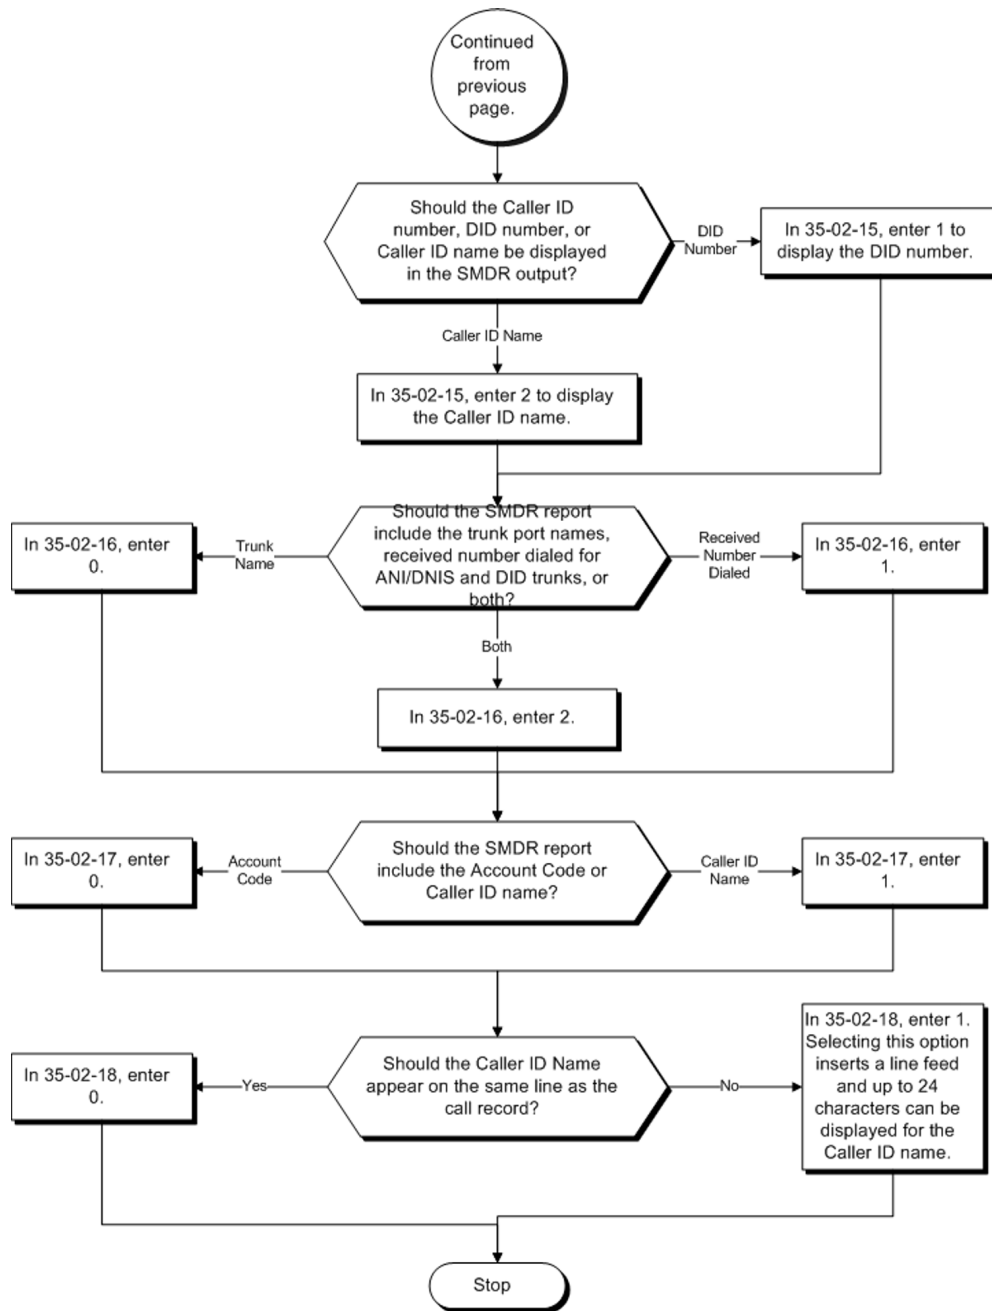 Continued
from
previous
page.
Should the Caller ID
number, DID number, or
Caller ID name be displayed
in the SMDR output?
DID
Number
In 35-02-15, enter 1 to
display the DID number.
Caller ID Name
In 35-02-15, enter 2 to display
the Caller ID name.
Should the SMDR report
include the trunk port names,
received number dialed for
ANI/DNIS and DID trunks, or
both?
Trunk
Name
In 35-02-16, enter
0.
Received
Number
Dialed
In 35-02-16, enter
1.
Both
In 35-02-16, enter 2.
Should the SMDR report
include the Account Code or
Caller ID name?
Account
Code
In 35-02-17, enter
0.
Caller ID
Name
In 35-02-17, enter
1.
Should the Caller ID Name
appear on the same line as the
call record?
Yes
In 35-02-18, enter
0.
No
In 35-02-18, enter 1.
Selecting this option
inserts a line feed
and up to 24
characters can be
displayed for the
Caller ID name.
Stop